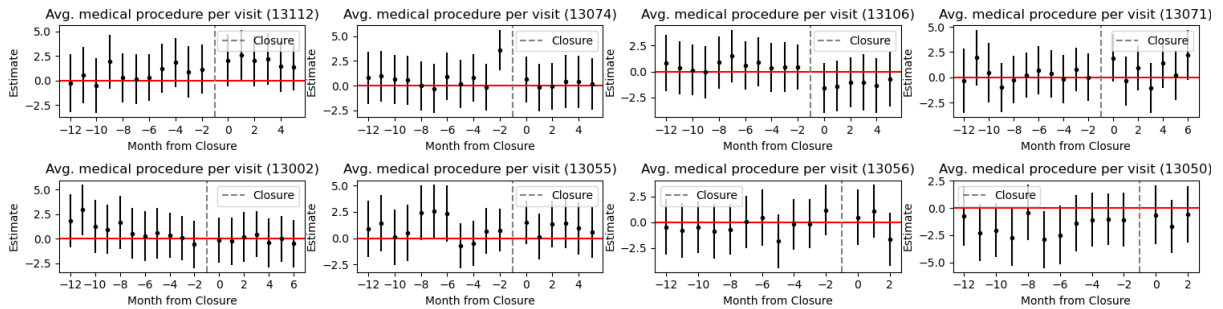 Avg. medical procedure per visit (13112)
5.0
2.5
0.0
−2.5
Estimate
Closure
−12 −10 −8 −6 −4 −2 0 2 4
Month from Closure
Avg. medical procedure per visit (13074)
5.0
2.5
0.0
−2.5
Estimate
Closure
−12 −10 −8 −6 −4 −2 0 2 4
Month from Closure
Avg. medical procedure per visit (13106)
2.5
0.0
−2.5
Estimate
Closure
−12 −10 −8 −6 −4 −2 0 2 4
Month from Closure
Avg. medical procedure per visit (13071)
5.0
2.5
0.0
−2.5
Estimate
Closure
−12 −10 −8 −6 −4 −2 0 2 4 6
Month from Closure
Avg. medical procedure per visit (13002)
5.0
2.5
0.0
−2.5
Estimate
Closure
−12 −10 −8 −6 −4 −2 0 2 4 6
Month from Closure
Avg. medical procedure per visit (13055)
5.0
2.5
0.0
−2.5
Estimate
Closure
−12 −10 −8 −6 −4 −2 0 2 4
Month from Closure
Avg. medical procedure per visit (13056)
2.5
0.0
−2.5
Estimate
Closure
−12 −10 −8 −6 −4 −2 0 2
Month from Closure
Avg. medical procedure per visit (13050)
2.5
0.0
−2.5
−5.0
Estimate
Closure
−12 −10 −8 −6 −4 −2 0 2
Month from Closure